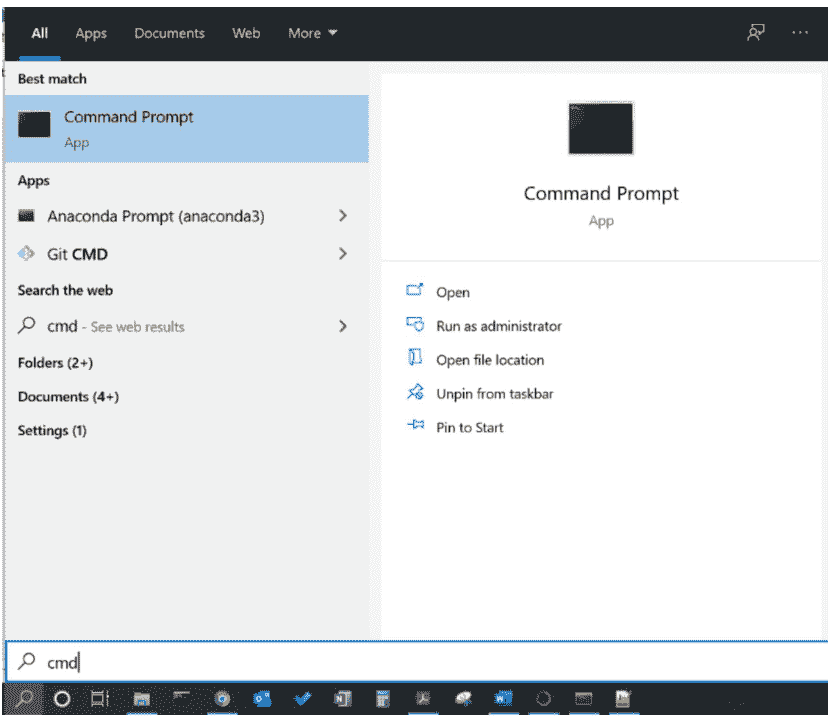 All Apps Documents Web More
Best match
Command Prompt
App
Apps
Anaconda Prompt (anaconda3)
Git CMD
Search the web
cmd - See web results
Folders (2+)
Documents (4+)
Settings (1)
Command Prompt
App
Open
Run as administrator
Open file location
Unpin from taskbar
Pin to Start
cmd